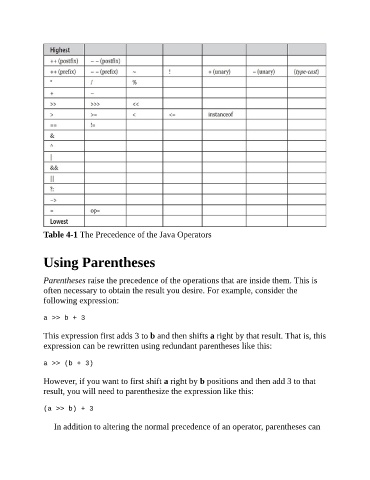 Highest
++ (postfix) − − (postfix)
++ (prefix) − − (prefix) ~ ! + (unary) − (unary) (type-cast)
* / %
+ −
>> >>> <<
> >= < <= instanceof
== !=
&
^
|
&&
||
?:
->
= op=
Lowest
Table 4-1 The Precedence of the Java Operators
Using Parentheses
Parentheses raise the precedence of the operations that are inside them. This is
often necessary to obtain the result you desire. For example, consider the
following expression:
a >> b + 3
This expression first adds 3 to b and then shifts a right by that result. That is, this
expression can be rewritten using redundant parentheses like this:
a >> (b + 3)
However, if you want to first shift a right by b positions and then add 3 to that
result, you will need to parenthesize the expression like this:
(a >> b) + 3
In addition to altering the normal precedence of an operator, parentheses can